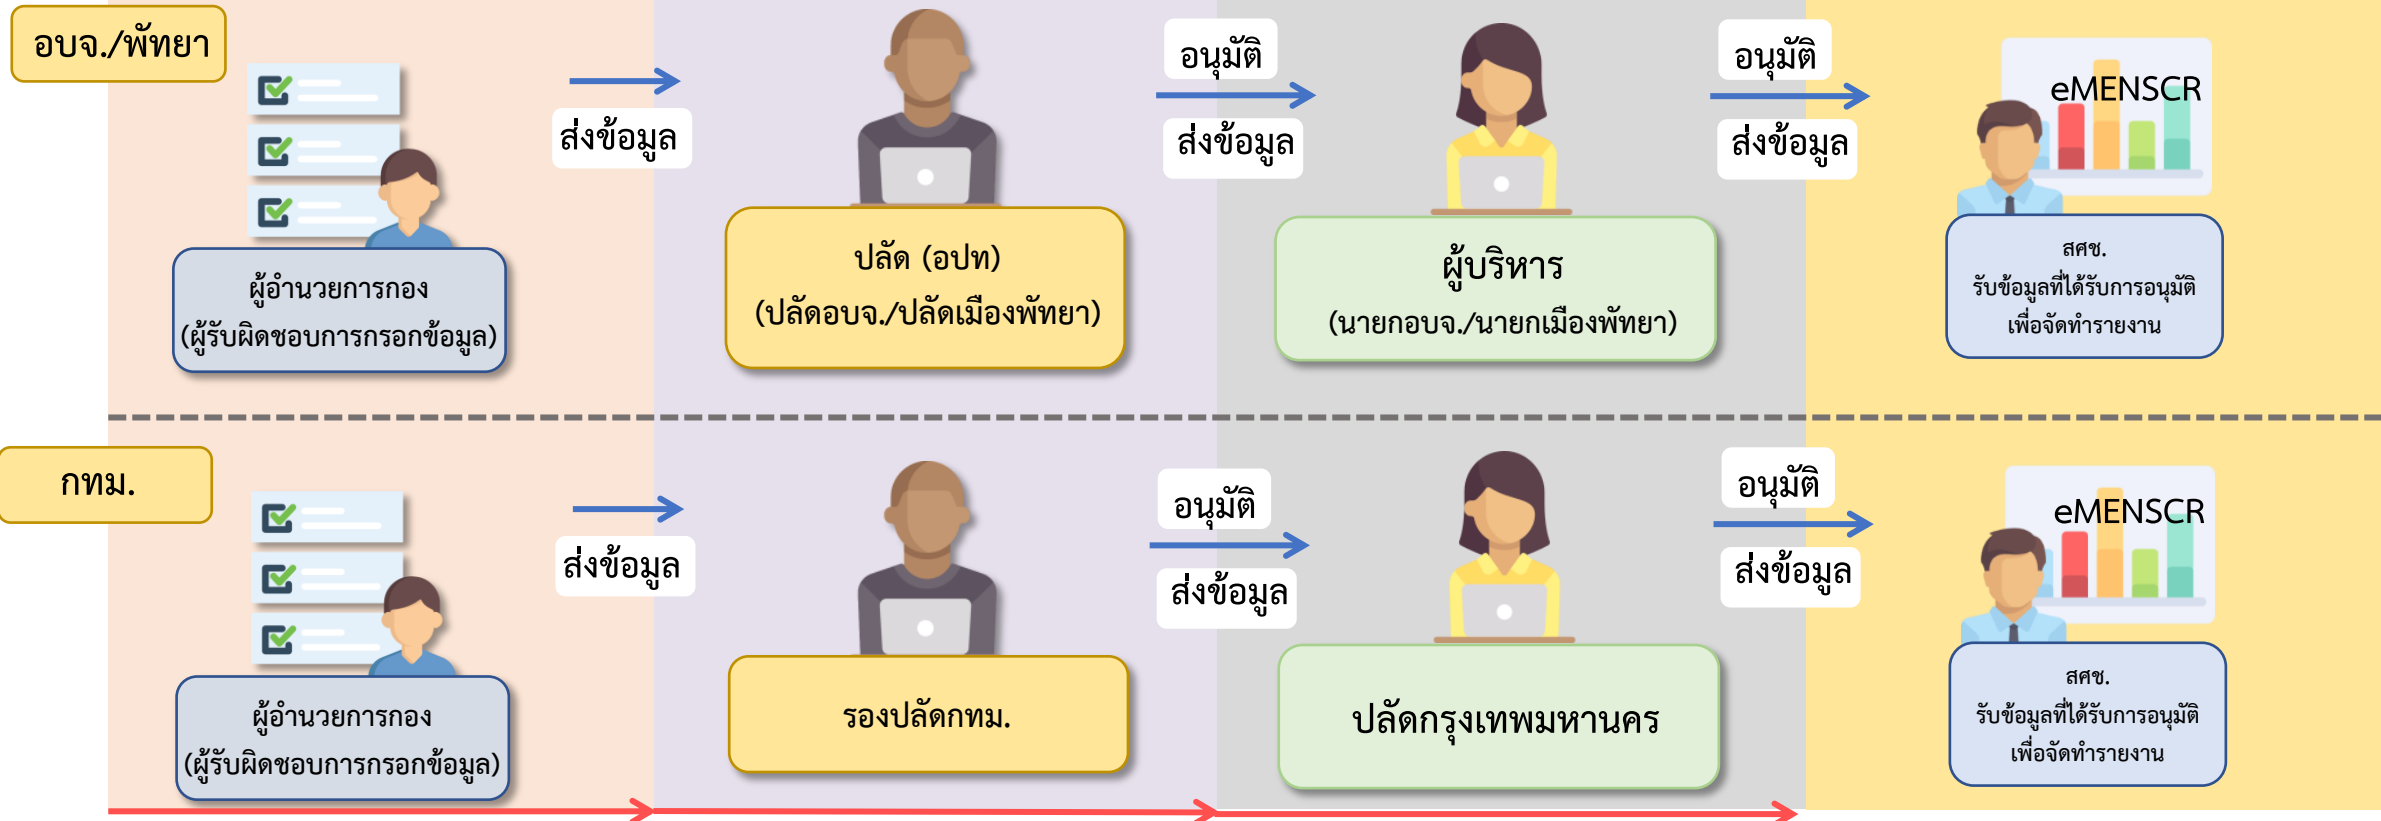 อบจ./พัทยา
ส่งข้อมูล
อนุมัติ
ส่งข้อมูล
อนุมัติ
ส่งข้อมูล
eMENSCR
ผู้อำนวยการกอง
(ผู้รับผิดชอบการกรอกข้อมูล)
ปลัด (อปท)
(ปลัดอบจ./ปลัดเมืองพัทยา)
ผู้บริหาร
(นายกอบจ./นายกเมืองพัทยา)
สศช.
รับข้อมูลที่ได้รับการอนุมัติ
เพื่อจัดทำรายงาน
กทม.
ส่งข้อมูล
อนุมัติ
ส่งข้อมูล
อนุมัติ
ส่งข้อมูล
eMENSCR
ผู้อำนวยการกอง
(ผู้รับผิดชอบการกรอกข้อมูล)
รองปลัดกทม.
ปลัดกรุงเทพมหานคร
สศช.
รับข้อมูลที่ได้รับการอนุมัติ
เพื่อจัดทำรายงาน